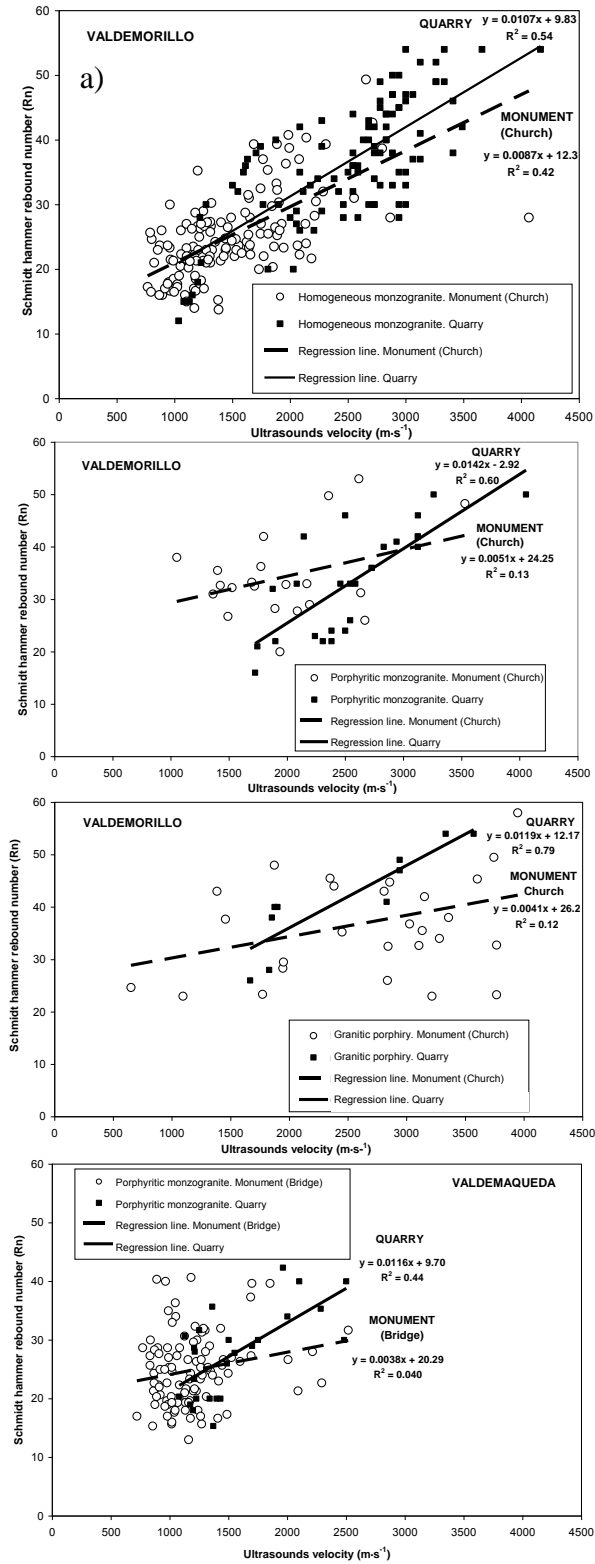 VALDEMORILLO
QUARRY
y = 0.0107x + 9.83
R² = 0.54
a)
MONUMENT
(Church)
y = 0.0087x + 12.3
R² = 0.42
Schmidt hammer rebound number (Rn)
60
50
40
30
20
10
0
Homogeneous monzogranite. Monument (Church)
Homogeneous monzogranite. Quarry
Regression line. Monument (Church)
Regression line. Quarry
0 500 1000 1500 2000 2500 3000 3500 4000 4500
Ultrasounds velocity (m·s⁻¹)
VALDEMORILLO
QUARRY
y = 0.0142x - 2.92
R² = 0.60
MONUMENT
(Church)
y = 0.0051x + 24.25
R² = 0.13
Schmidt hammer rebound number (Rn)
60
50
40
30
20
10
0
Porphyritic monzogranite. Monument (Church)
Porphyritic monzogranite. Quarry
Regression line. Monument (Church)
Regression line. Quarry
0 500 1000 1500 2000 2500 3000 3500 4000 4500
Ultrasounds velocity (m·s⁻¹)
VALDEMORILLO
QUARRY
y = 0.0119x + 12.17
R² = 0.79
MONUMENT
Church
y = 0.0041x + 26.2
R² = 0.12
Schmidt hammer rebound number (Rn)
60
50
40
30
20
10
0
Granitic porphiry. Monument (Church)
Granitic porphiry. Quarry
Regression line. Monument (Church)
Regression line. Quarry
0 500 1000 1500 2000 2500 3000 3500 4000 4500
Ultrasounds velocity (m·s-¹)
Porphyritic monzogranite. Monument (Bridge)
Porphyritic monzogranite. Quarry
Regression line. Monument (Bridge)
Regression line. Quarry
VALDEMAQUEDA
QUARRY
y = 0.0116x + 9.70
R² = 0.44
MONUMENT
(Bridge)
y = 0.0038x + 20.29
R² = 0.040
Schmidt hammer rebound number (Rn)
60
50
40
30
20
10
0
0 500 1000 1500 2000 2500 3000 3500 4000 4500
Ultrasounds velocity (m·s⁻¹)